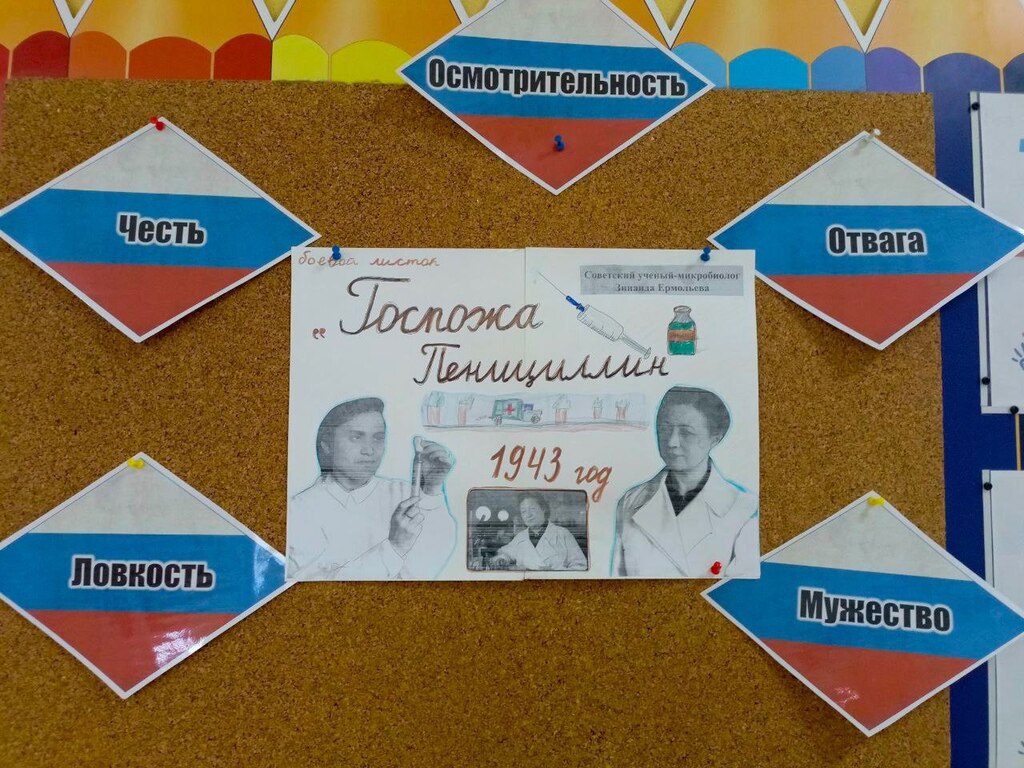 Осмотрительность
Честь
Отвага
боевой листок
Советский ученый-микробиолог
Зинаида Ермольева
"Госпожа
Пенициллин
1943 год
Ловкость
Мужество